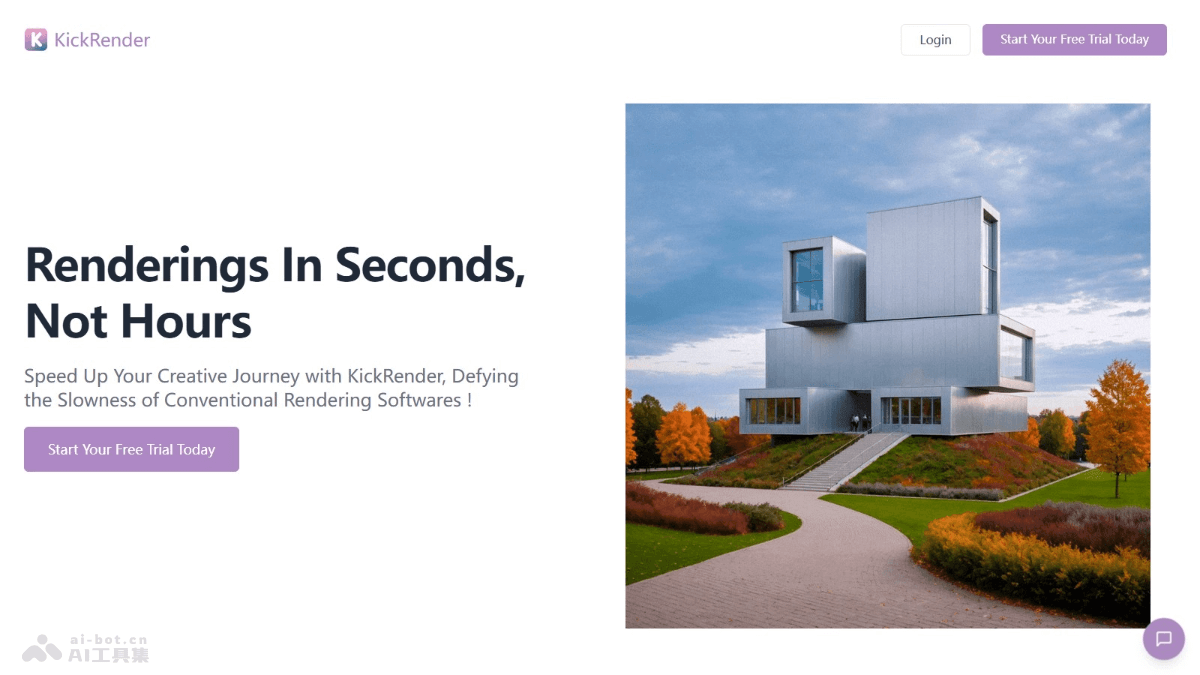 KickRender
Login
Start Your Free Trial Today
Renderings In Seconds,
Not Hours
Speed Up Your Creative Journey with KickRender, Defying
the Slowness of Conventional Rendering Softwares !
Start Your Free Trial Today
ai-bot.cn
AI工具集